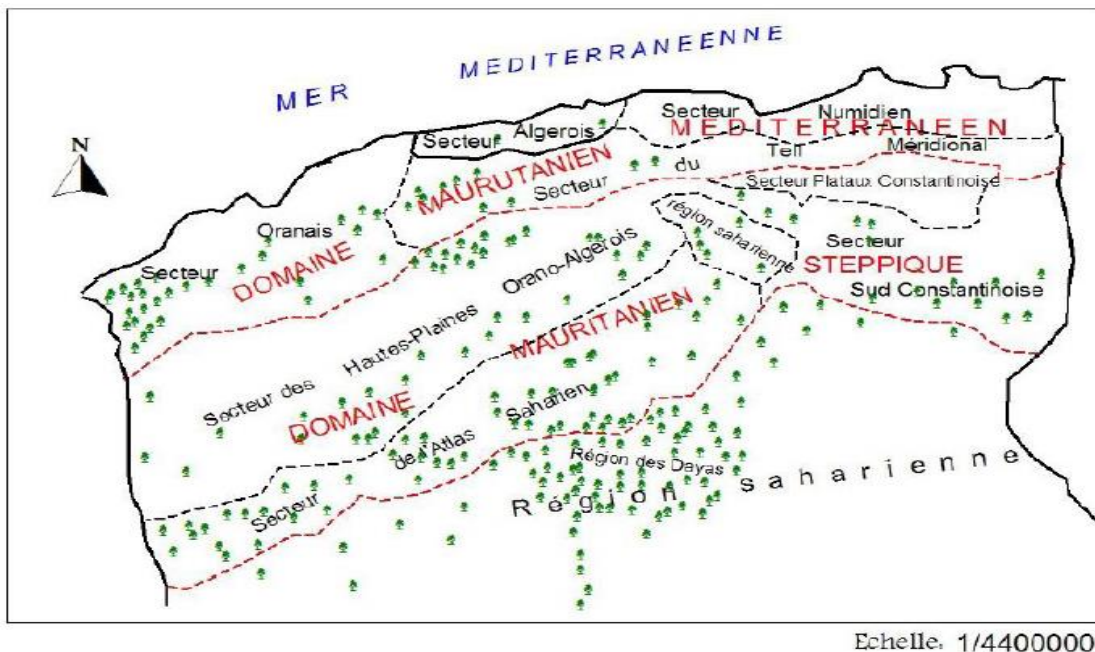 MER MEDITERRANEENNE
N
Secteur Algerois
Secteur Numidien
DOMAINE MAURUTANIEN MEDITERRANEEN
Secteur du Tell Méridional
Secteur Plataux Constantinoise
Secteur Oranais
région saharienne
Secteur Sud Constantinoise
DOMAINE MAURITANIEN STEPPIQUE
Secteur des Hautes-Plaines Orano-Algerois
Secteur de l'Atlas Saharien
Région des Dayas
Région saharienne
Echelle: 1/4400000